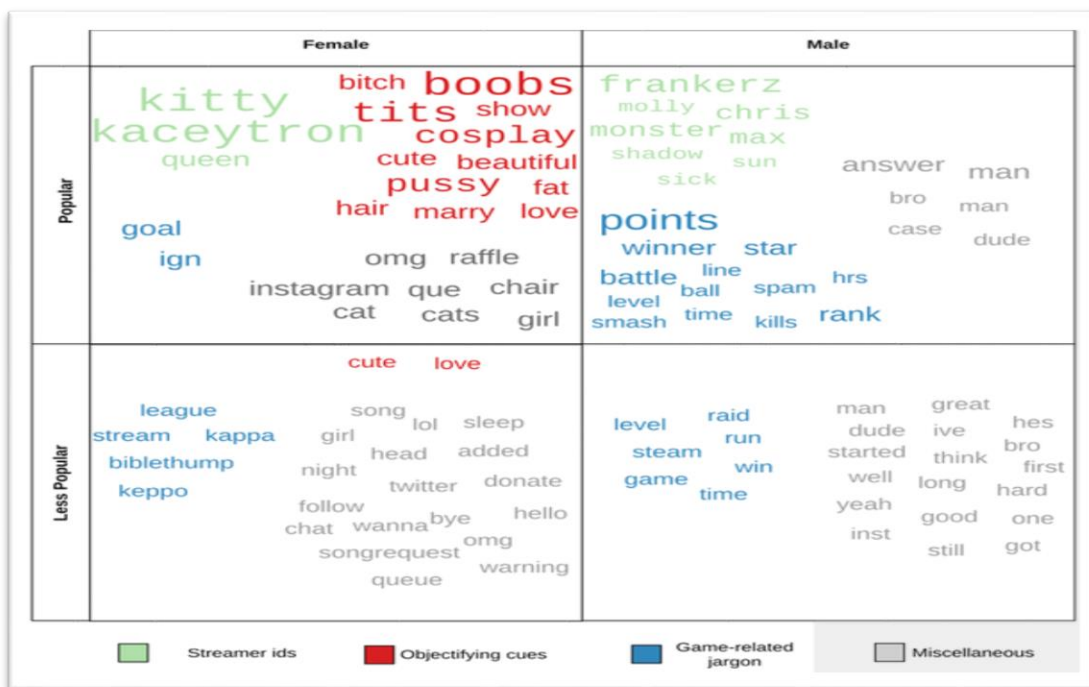 Female
Male
Popular
kitty
kaceytron
queen
bitch boobs
tits show
cosplay
cute beautiful
pussy fat
hair marry love
goal
ign
omg raffle
instagram que chair
cat cats girl
frankerz
molly chris
monster max
shadow sun
sick
answer man
bro man
case dude
points
winner star
battle line hrs
level ball spam
smash time kills rank
Less Popular
cute love
league
stream kappa
biblethump
keppo
song lol sleep
girl head added
night twitter donate
follow
chat wanna bye hello
songrequest omg
queue warning
level raid
steam run
game win
time
man great hes
dude ive bro
started think first
well long hard
yeah good one
inst still got
Streamer ids
Objectifying cues
Game-related
jargon
Miscellaneous